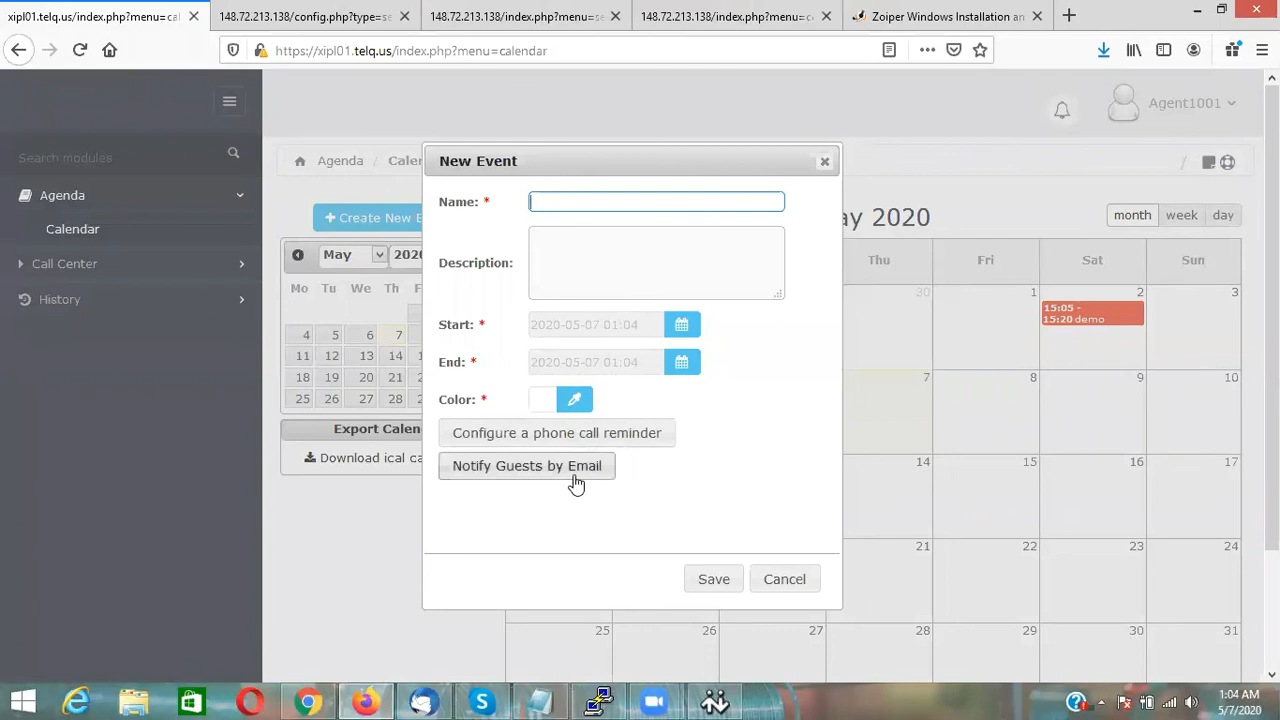 xipl01.telq.us/index.php?menu=cal
148.72.213.138/config.php?type=se
148.72.213.138/index.php?menu=se
148.72.213.138/index.php?menu=c
Zoiper Windows Installation an
https://xipl01.telq.us/index.php?menu=calendar
Agent1001
Search modules
Agenda
Calendar
Call Center
History
Agenda / Calen
/
Create New E
May 2020
Mo Tu We Th F
4 5 6 7
11 12 13 14
18 19 20 21
25 26 27 28
Export Calen
Download ical ca
New Event
Name: *
Description:
Start: * 2020-05-07 01:04
End: * 2020-05-07 01:04
Color: *
Configure a phone call reminder
Notify Guests by Email
Save Cancel
ay 2020
month week day
Thu Fri Sat Sun
30 1 2 3
15:05 -
15:20 demo
7 8 9 10
14 15 16 17
21 22 23 24
25 26 27 28 29 30 31
1:04 AM
5/7/2020